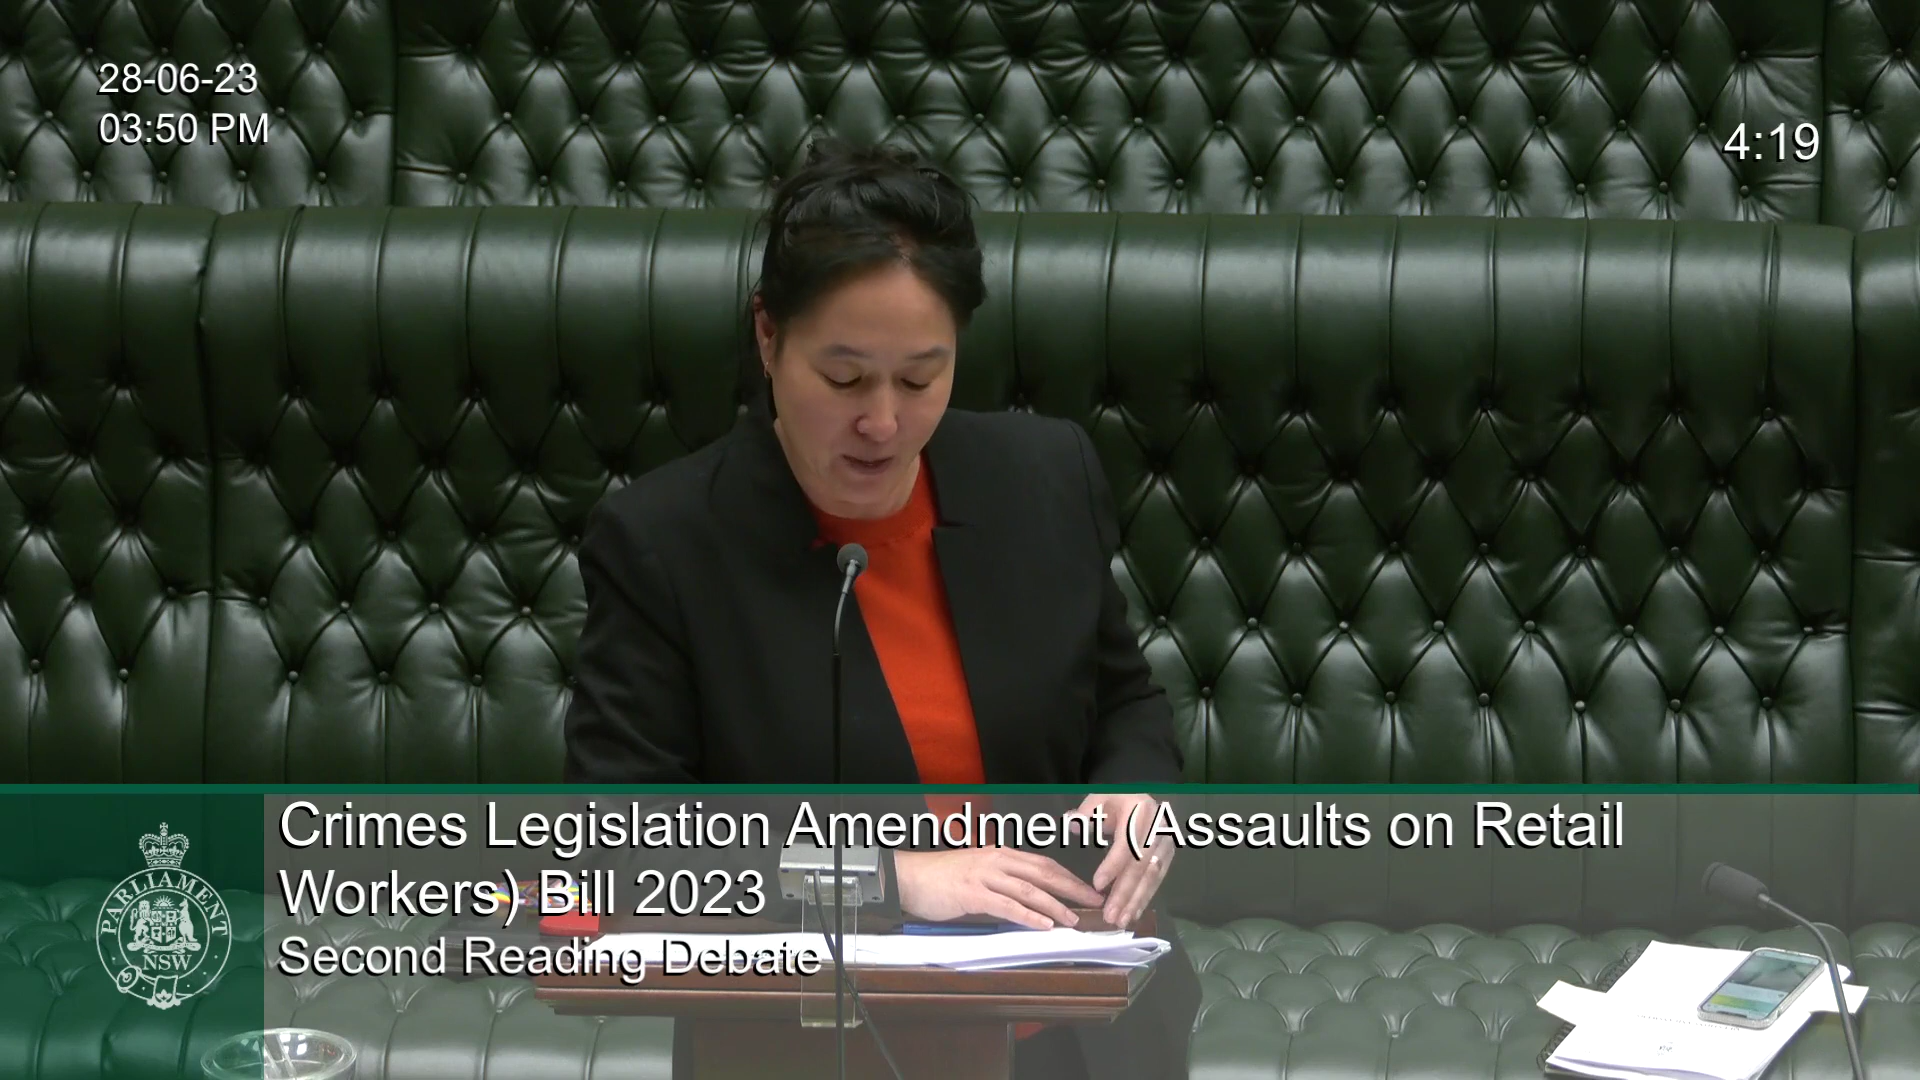 28-06-23
03:50 PM
4:19
Crimes Legislation Amendment (Assaults on Retail
Workers) Bill 2023
Second Reading Debate
PARLIAMENT
NSW